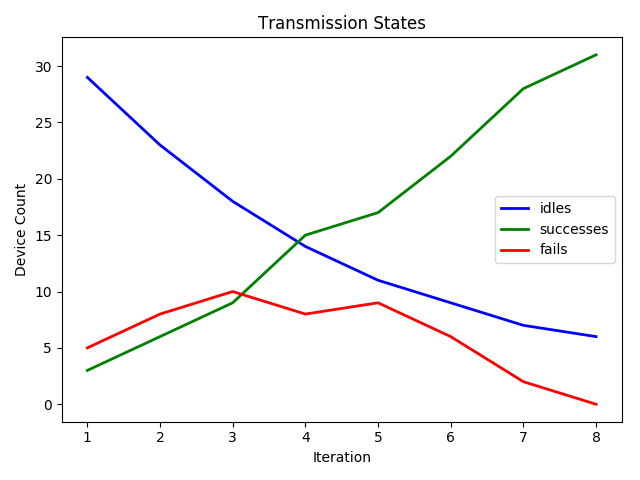 Transmission States
Device Count
30
25
20
15
10
5
0
idles
successes
fails
1 2 3 4 5 6 7 8
Iteration